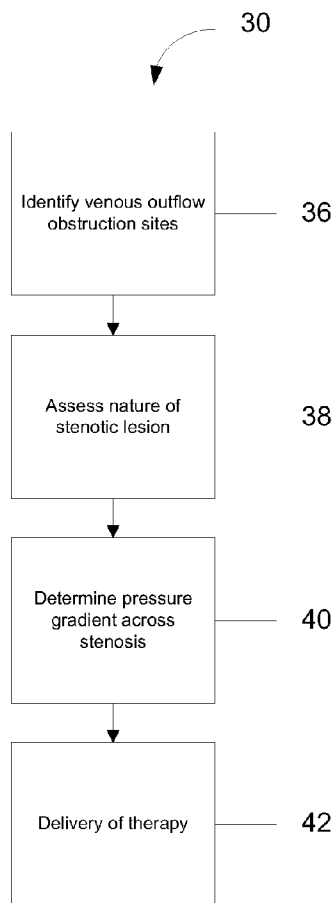 30
Identify venous outflow
obstruction sites
36
Assess nature of
stenotic lesion
38
Determine pressure
gradient across
stenosis
40
Delivery of therapy
42